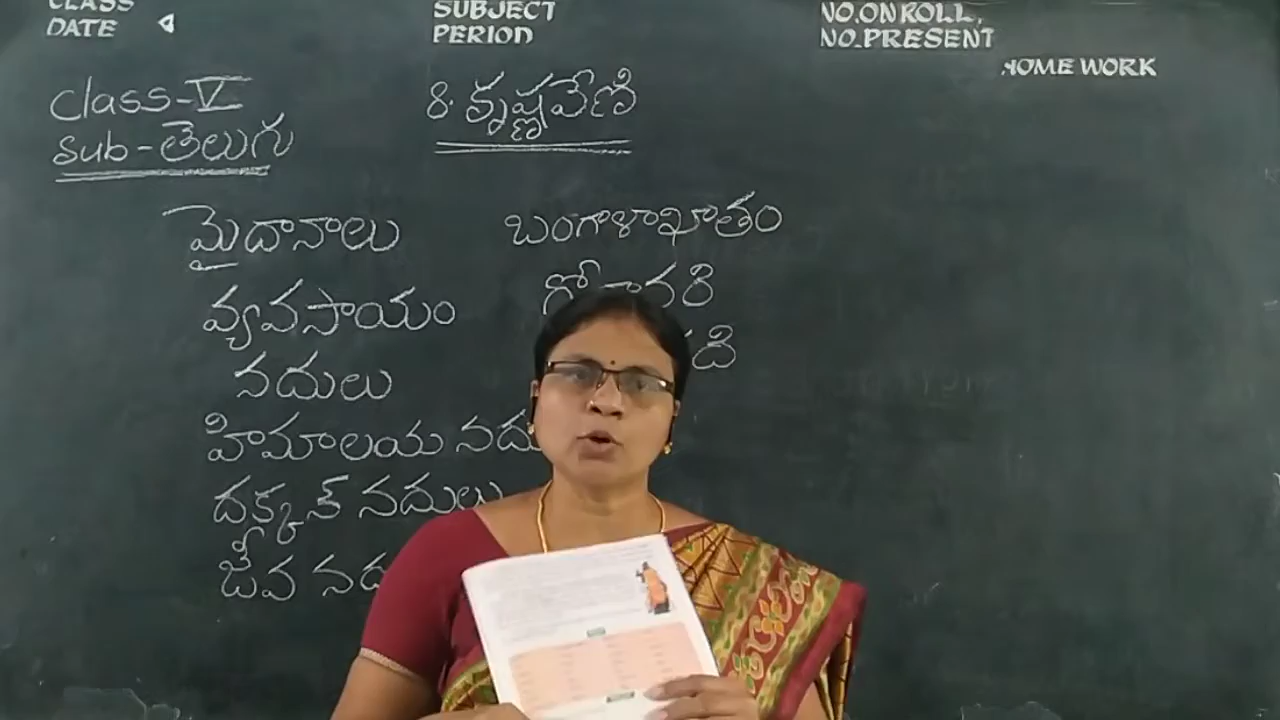 CLASS
DATE
SUBJECT
PERIOD
NO.ON ROLL,
NO.PRESENT
HOME WORK
class-V
sub-తెలుగు
8. కృష్ణవేణి
మైదానాలు
వ్యవసాయం
నదులు
హిమాలయ
దక్కన్ నదులు
జీవ
బంగాళాఖాతం